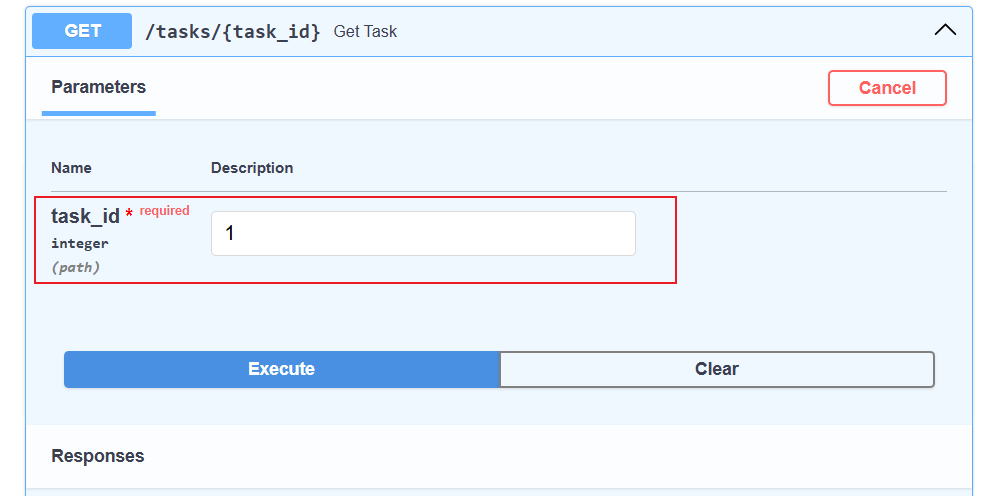 GET /tasks/{task_id} Get Task
Parameters
Cancel
Name Description
task_id * required
integer
(path)
1
Execute Clear
Responses